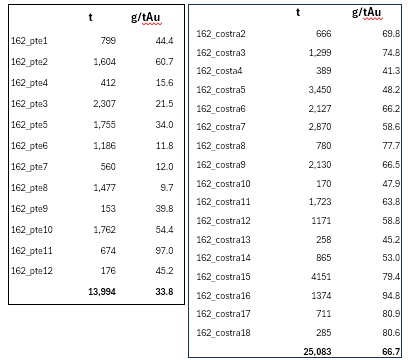 t g/tAu
162_pte1 799 44.4
162_pte2 1,604 60.7
162_pte4 412 15.6
162_pte3 2,307 21.5
162_pte5 1,755 34.0
162_pte6 1,186 11.8
162_pte7 560 12.0
162_pte8 1,477 9.7
162_pte9 153 39.8
162_pte10 1,762 54.4
162_pte11 674 97.0
162_pte12 176 45.2
13,994 33.8
t g/tAu
162_costra2 666 69.8
162_costra3 1,299 74.8
162_costa4 389 41.3
162_costra5 3,450 48.2
162_costra6 2,127 66.2
162_costra7 2,870 58.6
162_costra8 780 77.7
162_costra9 2,130 66.5
162_costra10 170 47.9
162_costra11 1,723 63.8
162_costra12 1171 58.8
162_costra13 258 45.2
162_costra14 865 53.0
162_costra15 4151 79.4
162_costra16 1374 94.8
162_costra17 711 80.9
162_costra18 285 80.6
25,083 66.7